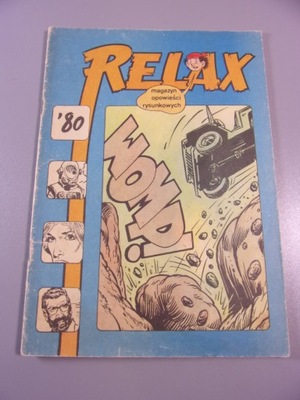 RELAX
magazyn
opowieści
rysunkowych
'80
WOMP!